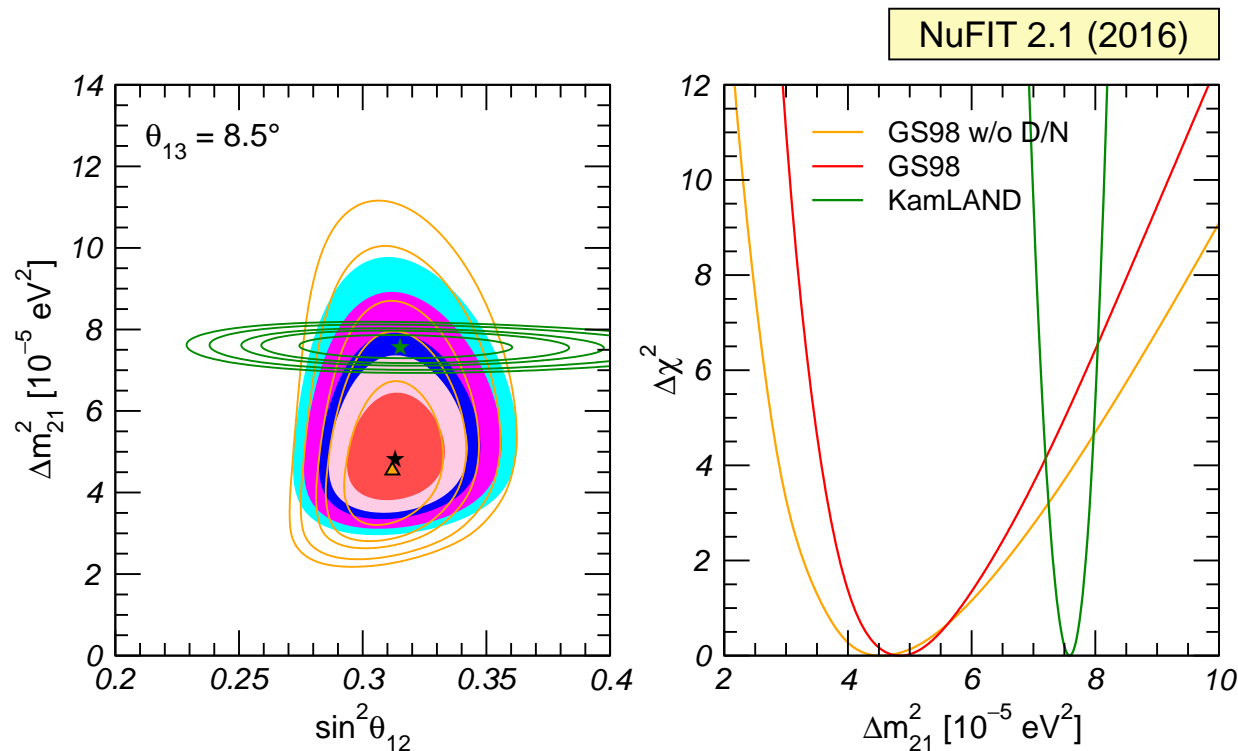 NuFIT 2.1 (2016)
θ13 = 8.5°
14
12
10
8
6
4
2
0
Δm²21 [10⁻⁵ eV²]
0.2 0.25 0.3 0.35 0.4
sin²θ12
GS98 w/o D/N
GS98
KamLAND
12
10
8
6
4
2
0
Δχ²
2 4 6 8 10
Δm²21 [10⁻⁵ eV²]